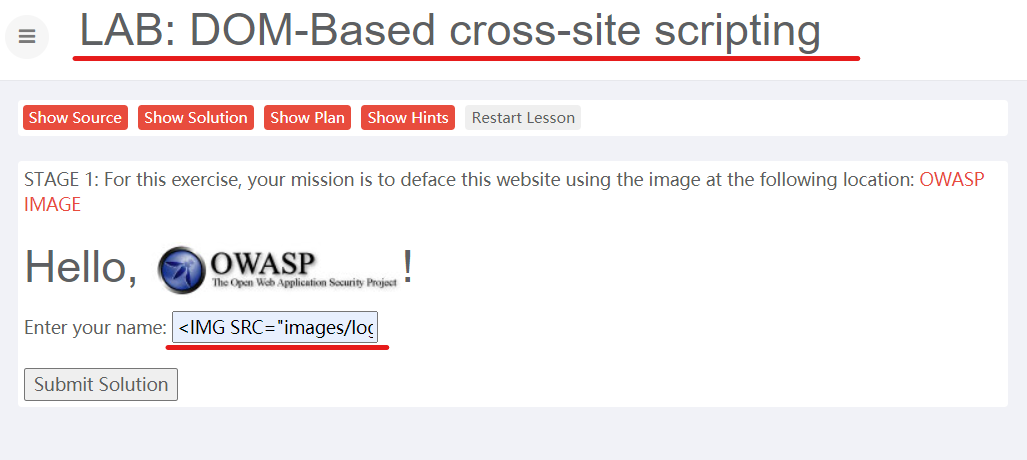 LAB: DOM-Based cross-site scripting
Show Source Show Solution Show Plan Show Hints Restart Lesson
STAGE 1: For this exercise, your mission is to deface this website using the image at the following location: OWASP
IMAGE
Hello, OWASP The Open Web Application Security Project !
Enter your name: <IMG SRC="images/log
Submit Solution